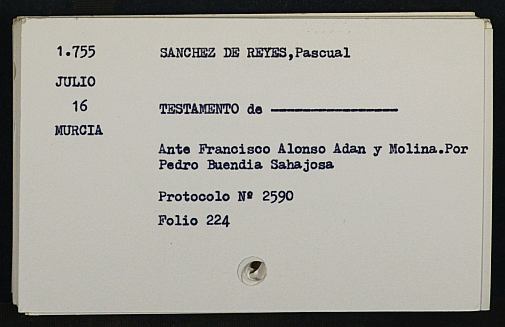 1.755 SANCHEZ DE REYES,Pascual
JULIO
16 TESTAMENTO de ----------------
MURCIA
Ante Francisco Alonso Adan y Molina.Por
Pedro Buendia Sahajosa
Protocolo Nº 2590
Folio 224